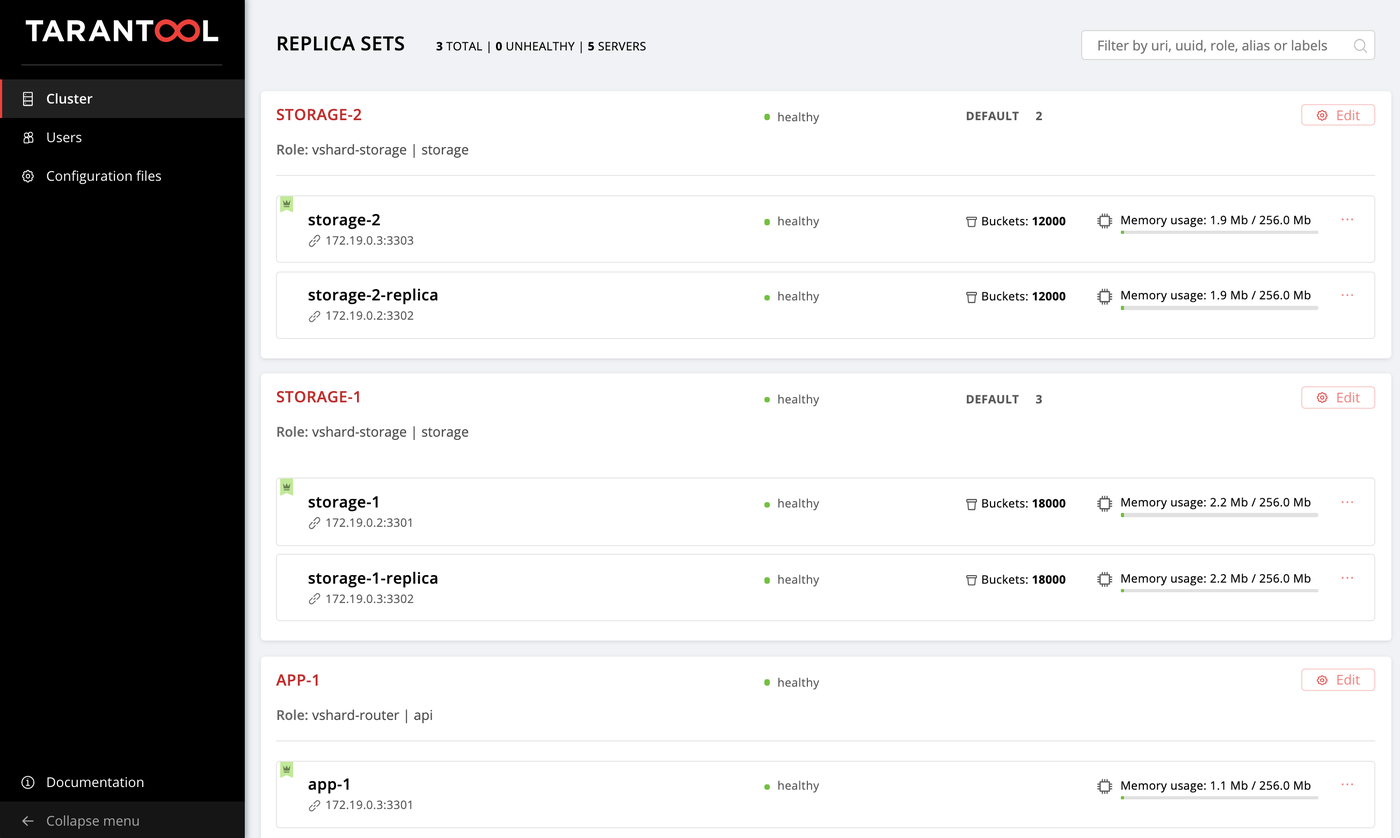 TARANTOOL
Cluster
Users
Configuration files
Documentation
Collapse menu
REPLICA SETS 3 TOTAL | 0 UNHEALTHY | 5 SERVERS Filter by uri, uuid, role, alias or labels
STORAGE-2 healthy DEFAULT 2 Edit
Role: vshard-storage | storage
storage-2 healthy Buckets: 12000 Memory usage: 1.9 Mb / 256.0 Mb ...
172.19.0.3:3303
storage-2-replica healthy Buckets: 12000 Memory usage: 1.9 Mb / 256.0 Mb ...
172.19.0.2:3302
STORAGE-1 healthy DEFAULT 3 Edit
Role: vshard-storage | storage
storage-1 healthy Buckets: 18000 Memory usage: 2.2 Mb / 256.0 Mb ...
172.19.0.2:3301
storage-1-replica healthy Buckets: 18000 Memory usage: 2.2 Mb / 256.0 Mb ...
172.19.0.3:3302
APP-1 healthy Edit
Role: vshard-router | api
app-1 healthy Memory usage: 1.1 Mb / 256.0 Mb ...
172.19.0.3:3301